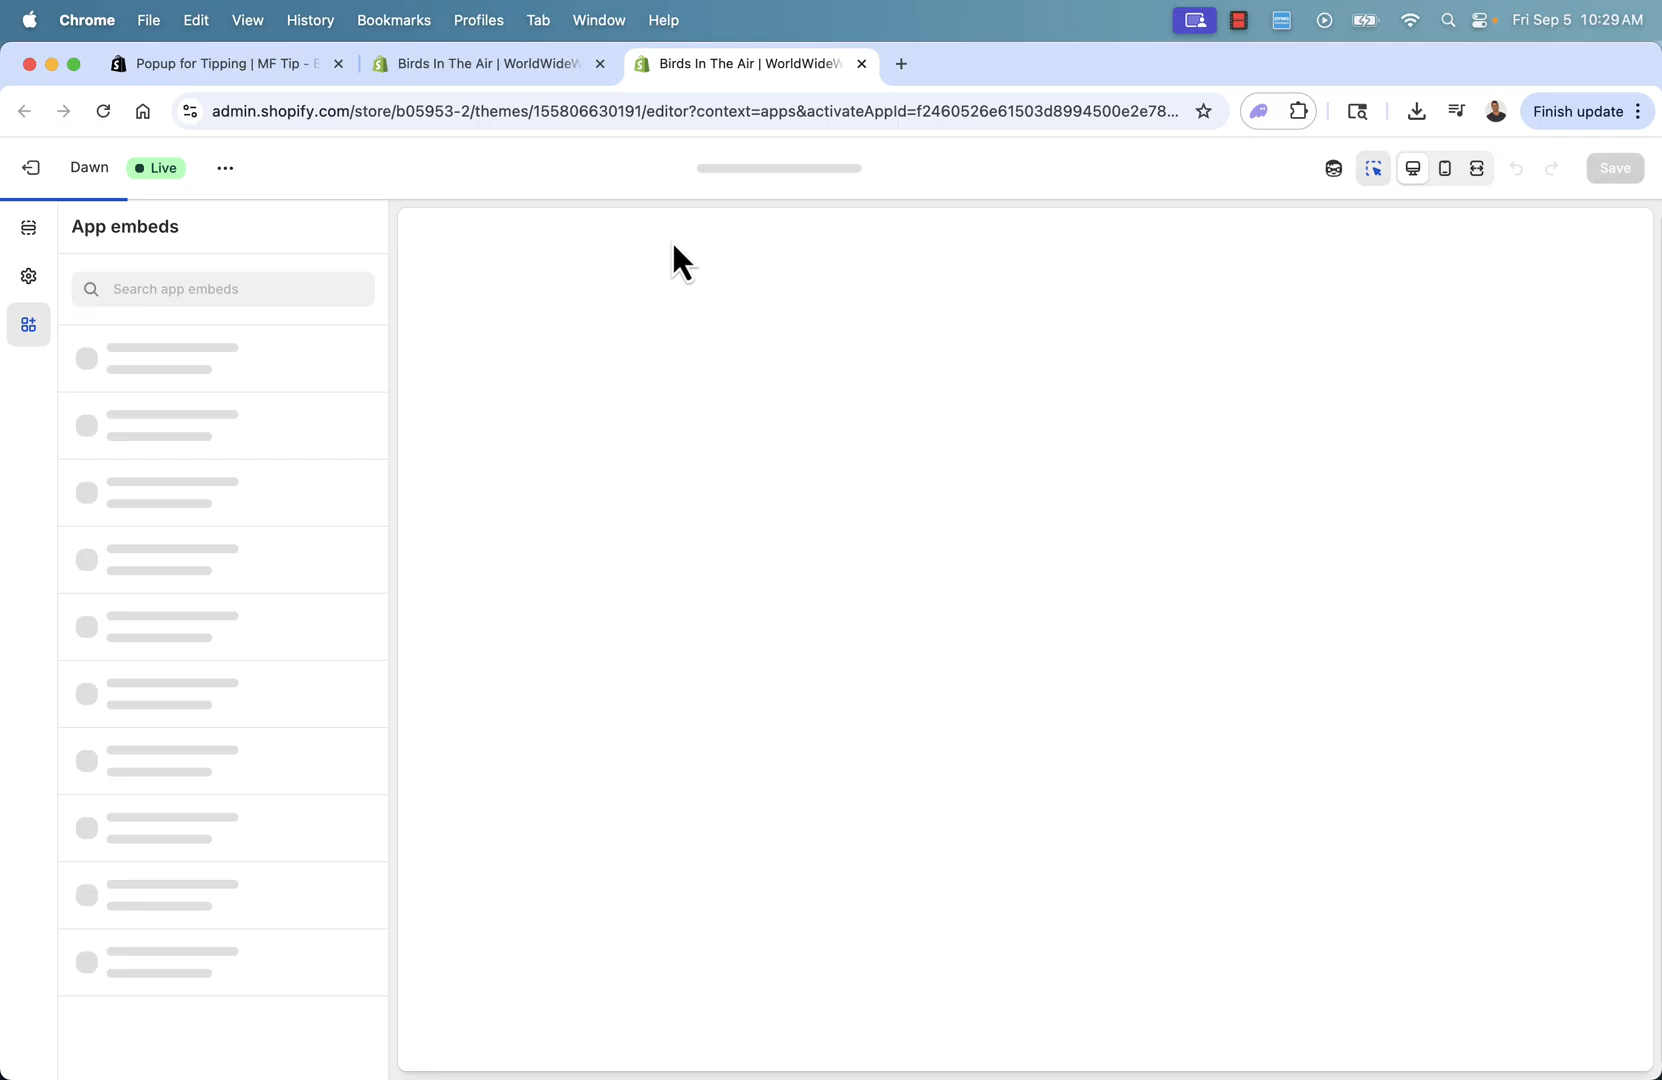 Chrome File Edit View History Bookmarks Profiles Tab Window Help Fri Sep 5 10:29 AM
Popup for Tipping | MF Tip - Birds In The Air | WorldWide Birds In The Air | WorldWide
admin.shopify.com/store/b05953-2/themes/155806630191/editor?context=apps&activateAppId=f2460526e61503d8994500e2e78... Finish update
Dawn Live Save
App embeds
Search app embeds